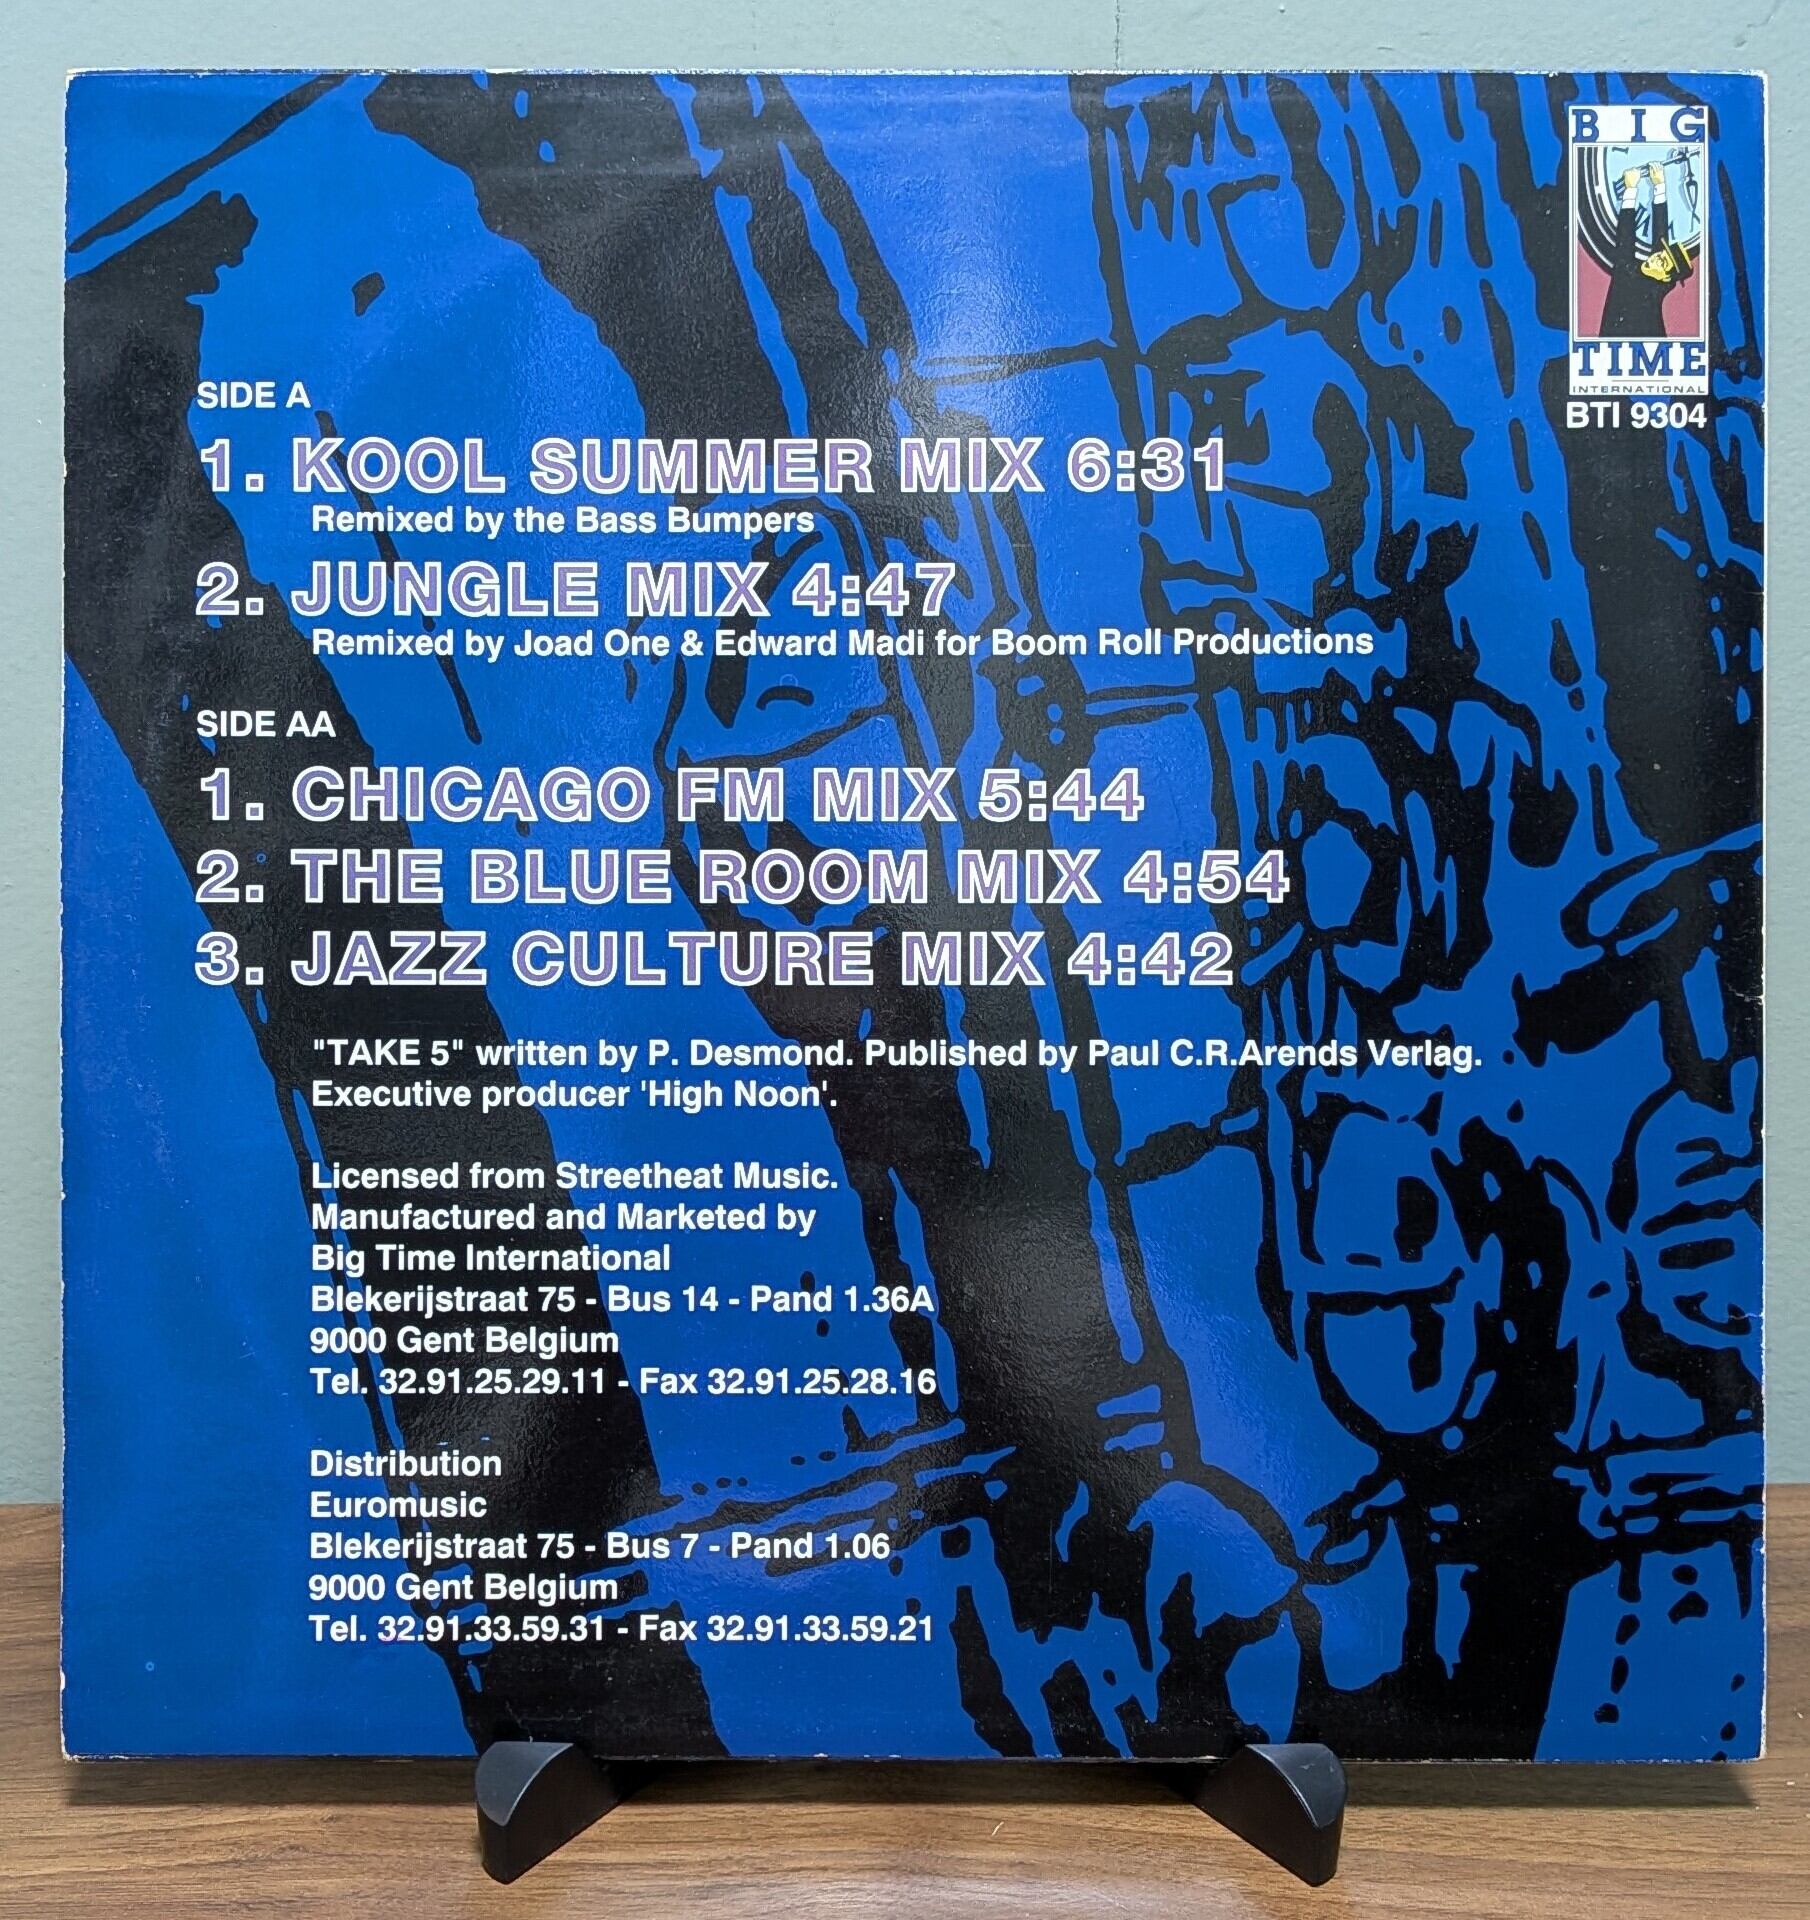 BIG
TIME
INTERNATIONAL
BTI 9304
SIDE A
1. KOOL SUMMER MIX 6:31
Remixed by the Bass Bumpers
2. JUNGLE MIX 4:47
Remixed by Joad One & Edward Madi for Boom Roll Productions
SIDE AA
1. CHICAGO FM MIX 5:44
2. THE BLUE ROOM MIX 4:54
3. JAZZ CULTURE MIX 4:42
"TAKE 5" written by P. Desmond. Published by Paul C.R.Arends Verlag.
Executive producer 'High Noon'.
Licensed from Streetheat Music.
Manufactured and Marketed by
Big Time International
Blekerijstraat 75 - Bus 14 - Pand 1.36A
9000 Gent Belgium
Tel. 32.91.25.29.11 - Fax 32.91.25.28.16
Distribution
Euromusic
Blekerijstraat 75 - Bus 7 - Pand 1.06
9000 Gent Belgium
Tel. 32.91.33.59.31 - Fax 32.91.33.59.21